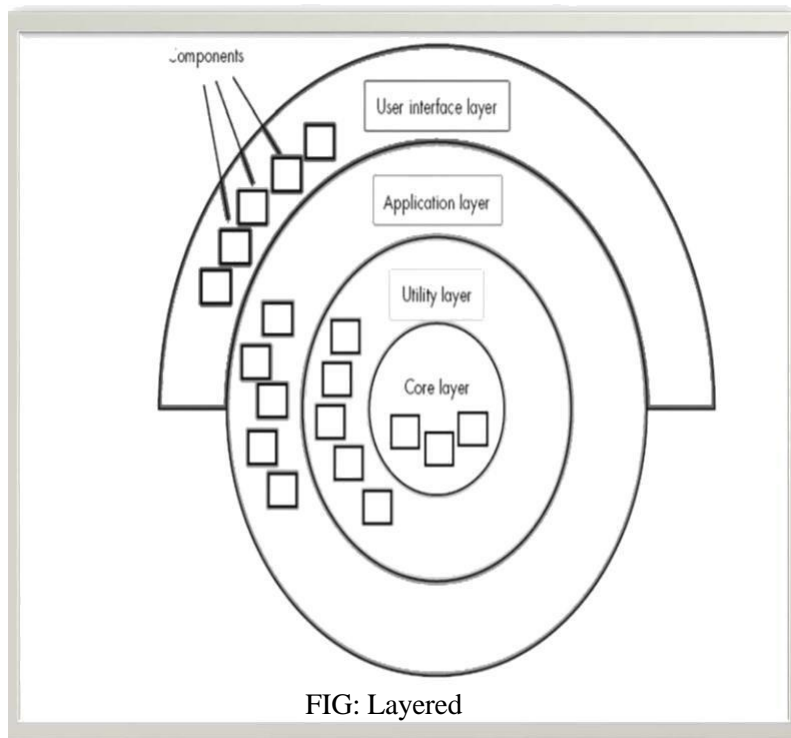 Components
User interface layer
Application layer
Utility layer
Core layer
FIG: Layered